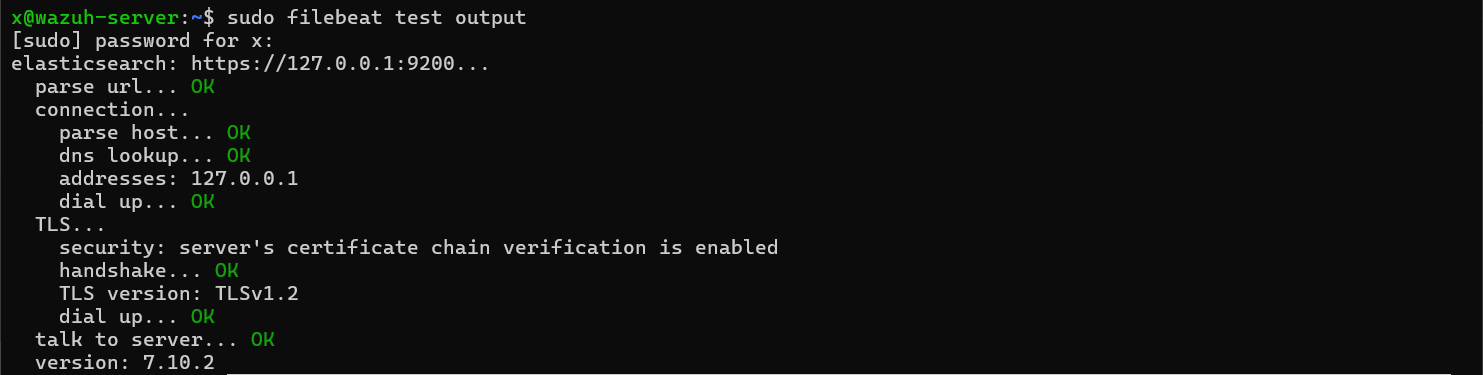 x@wazuh-server:~$ sudo filebeat test output
[sudo] password for x:
elasticsearch: https://127.0.0.1:9200...
  parse url... OK
  connection...
    parse host... OK
    dns lookup... OK
    addresses: 127.0.0.1
    dial up... OK
  TLS...
    security: server's certificate chain verification is enabled
    handshake... OK
    TLS version: TLSv1.2
    dial up... OK
  talk to server... OK
  version: 7.10.2